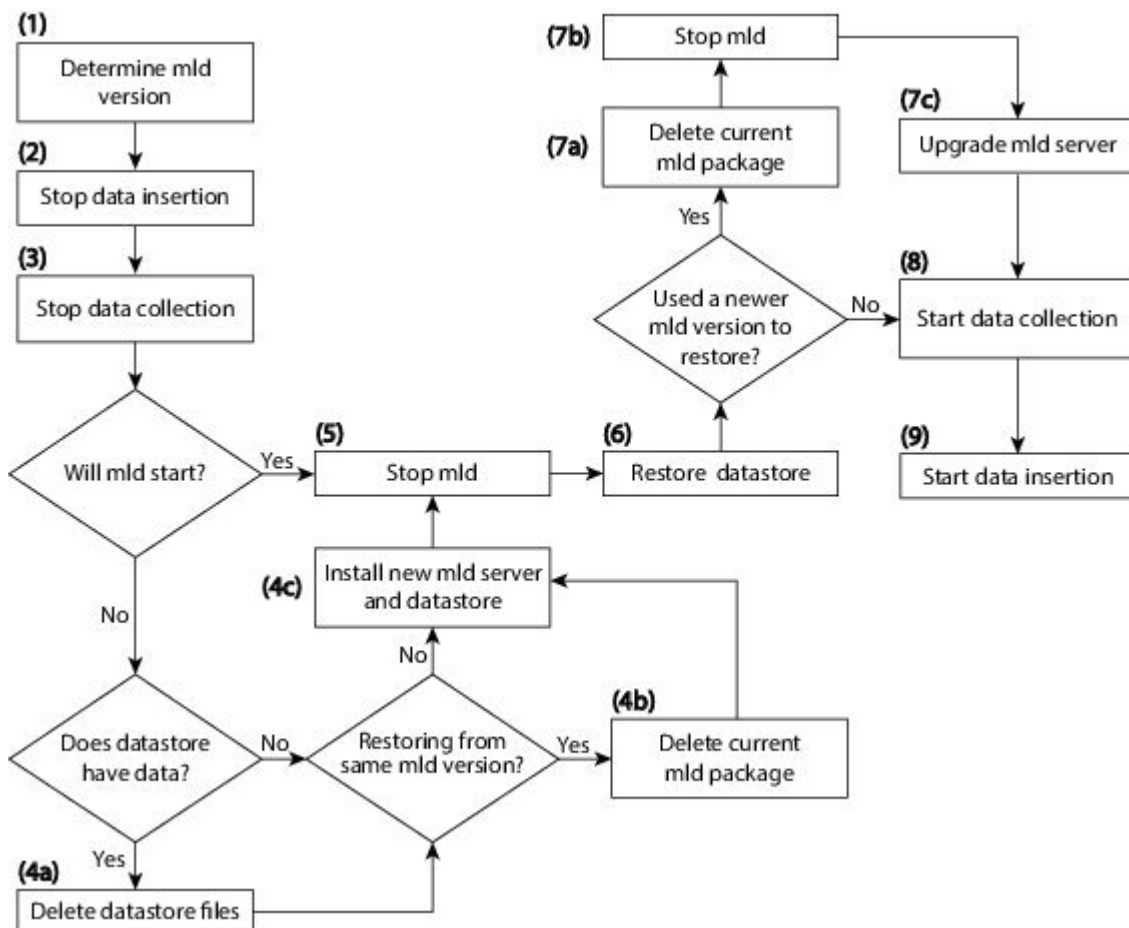 (1)
Determine mld
version
(2)
Stop data insertion
(3)
Stop data collection
Will mld start?
Yes
No
Does datastore
have data?
No
Yes
(4a)
Delete datastore files
Restoring from
same mld version?
Yes
No
(4b)
Delete current
mld package
(4c)
Install new mld server
and datastore
(5)
Stop mld
(6)
Restore datastore
Used a newer
mld version to
restore?
Yes
No
(7a)
Delete current
mld package
(7b)
Stop mld
(7c)
Upgrade mld server
(8)
Start data collection
(9)
Start data insertion